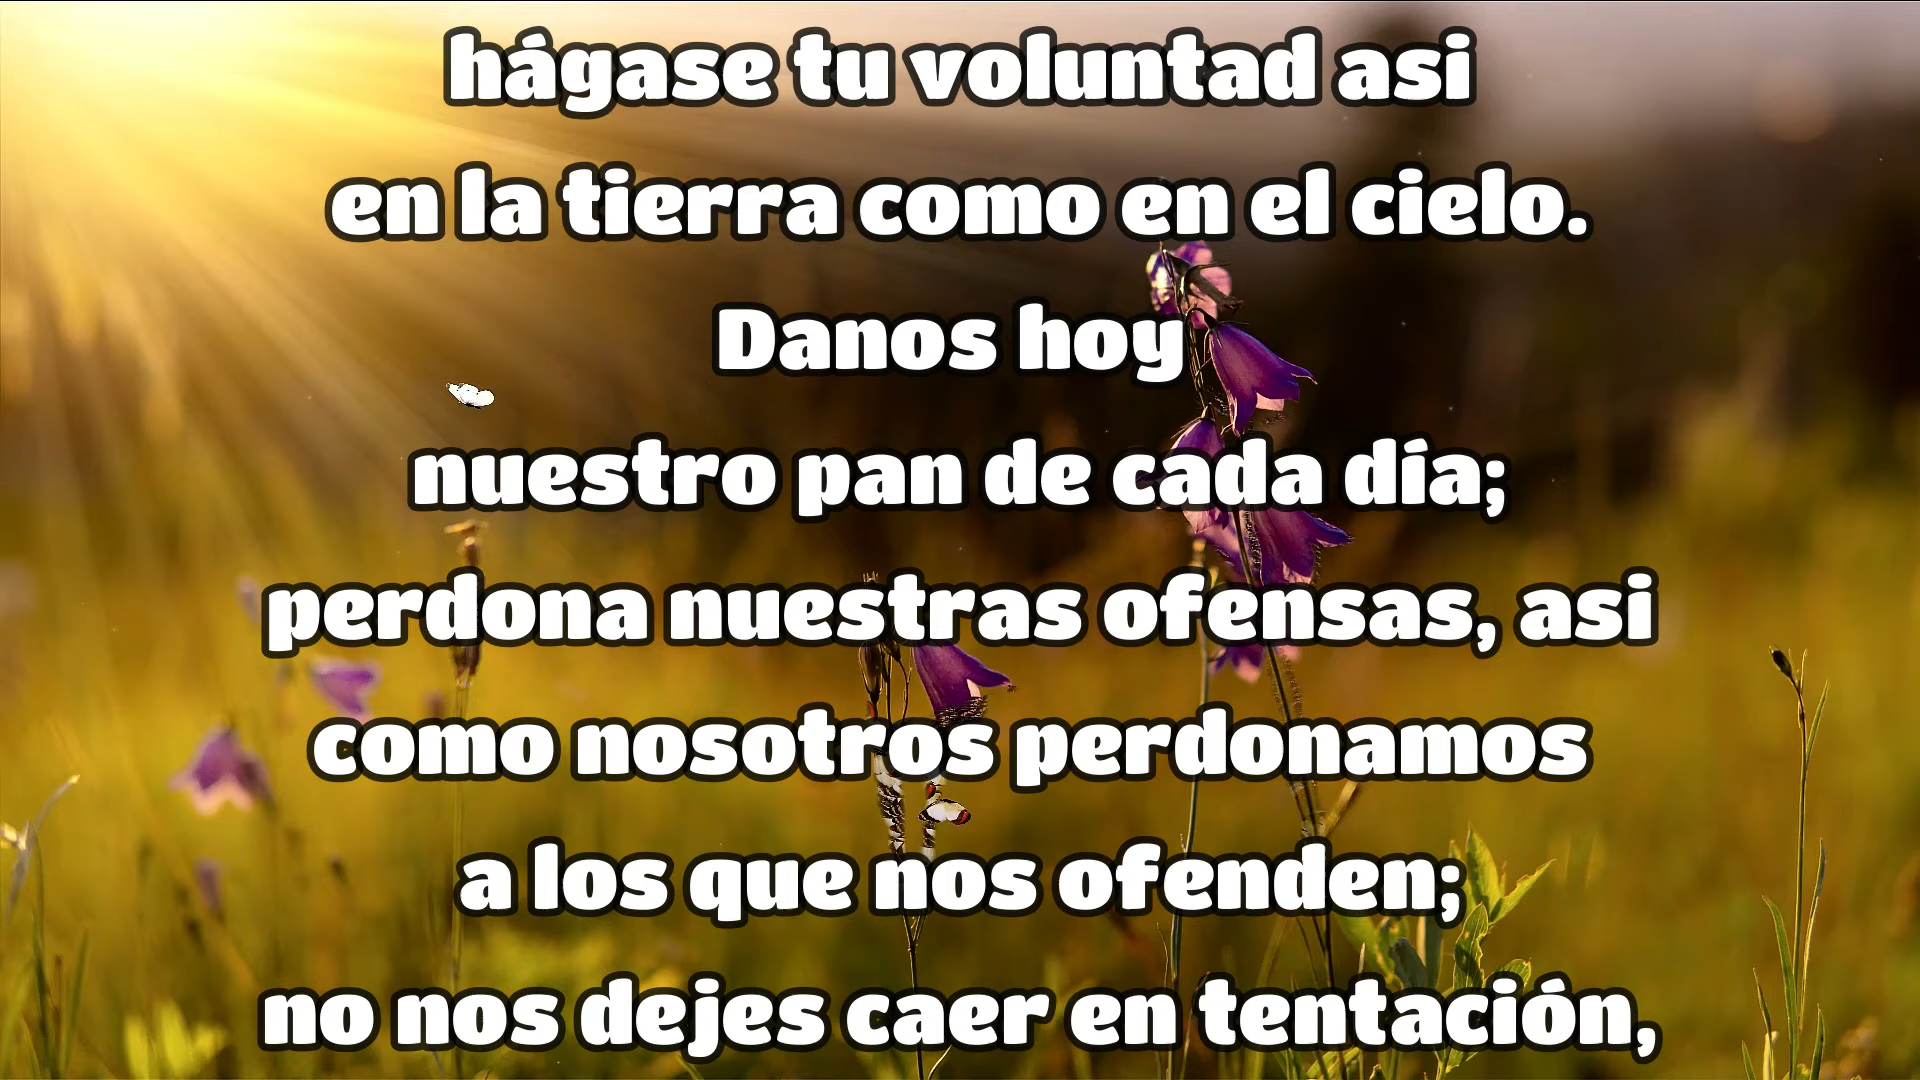 hágase tu voluntad asi
en la tierra como en el cielo.
Danos hoy
nuestro pan de cada día;
perdona nuestras ofensas, asi
como nosotros perdonamos
a los que nos ofenden;
no nos dejes caer en tentación,